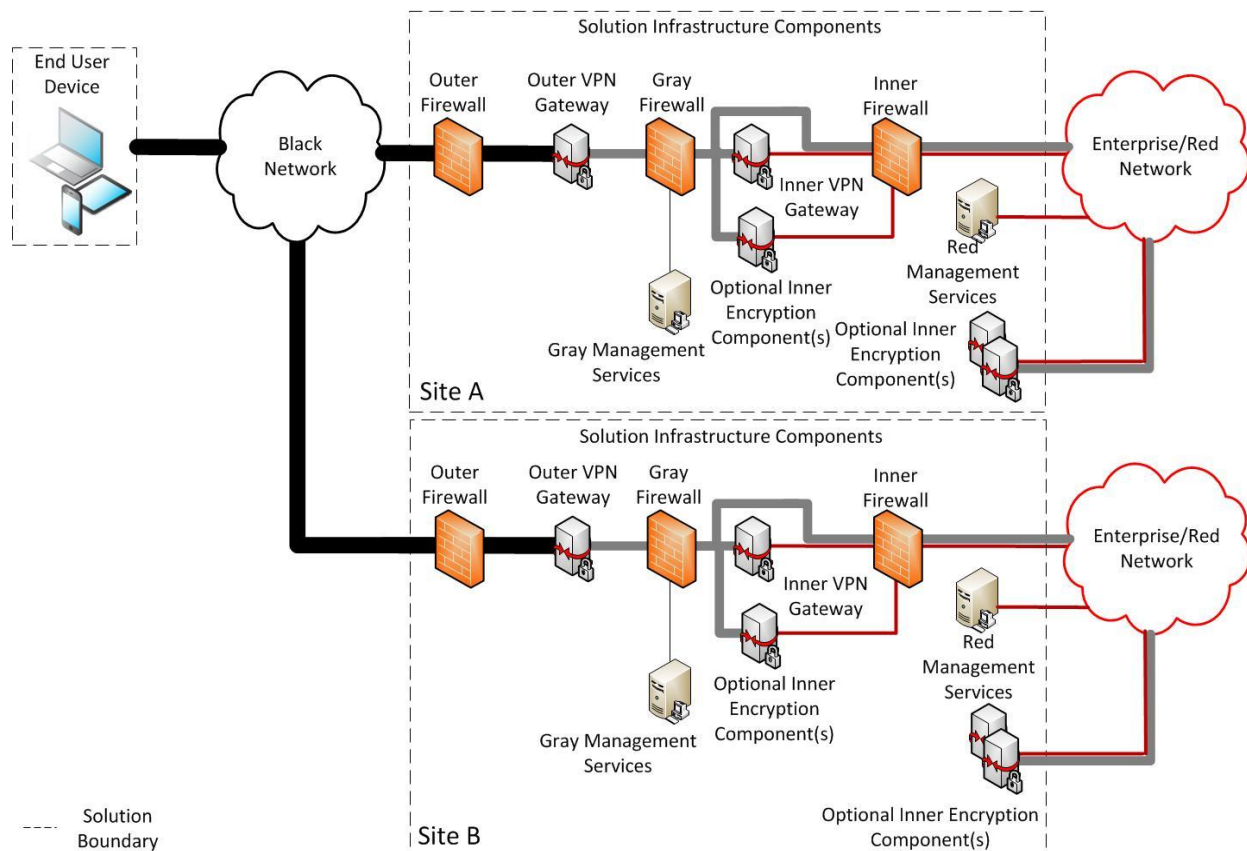 Solution Infrastructure Components
End User
Device
Outer
Firewall
Outer VPN
Gateway
Gray
Firewall
Inner
Firewall
Black
Network
Enterprise/Red
Network
Inner VPN
Gateway
Red
Management
Services
Optional Inner
Encryption
Component(s)
Gray Management
Services
Optional Inner
Encryption
Component(s)
Site A
Solution Infrastructure Components
Outer
Firewall
Outer VPN
Gateway
Gray
Firewall
Inner
Firewall
Enterprise/Red
Network
Inner VPN
Gateway
Red
Management
Services
Optional Inner
Encryption
Component(s)
Gray Management
Services
Optional Inner Encryption
Component(s)
Site B
Solution
Boundary